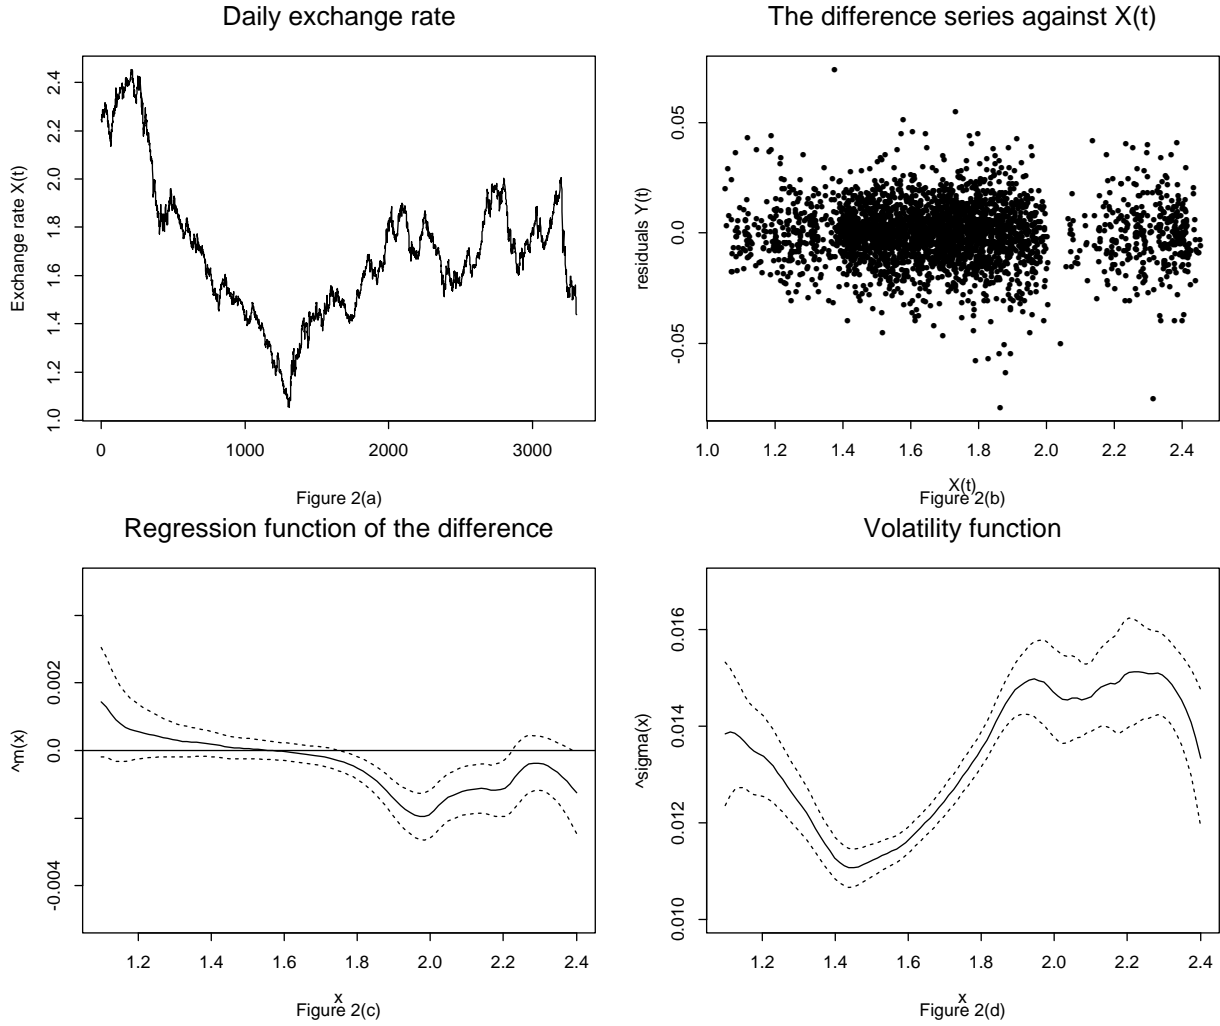 Daily exchange rate
Exchange rate X(t)
2.4
2.2
2.0
1.8
1.6
1.4
1.2
1.0
0
1000
2000
3000
Figure 2(a)
The difference series against X(t)
residuals Y(t)
0.05
0.0
-0.05
1.0
1.2
1.4
1.6
1.8
2.0
2.2
2.4
X(t)
Figure 2(b)
Regression function of the difference
^m(x)
0.002
0.0
-0.004
1.2
1.4
1.6
1.8
2.0
2.2
2.4
x
Figure 2(c)
Volatility function
^sigma(x)
0.016
0.014
0.012
0.010
1.2
1.4
1.6
1.8
2.0
2.2
2.4
x
Figure 2(d)